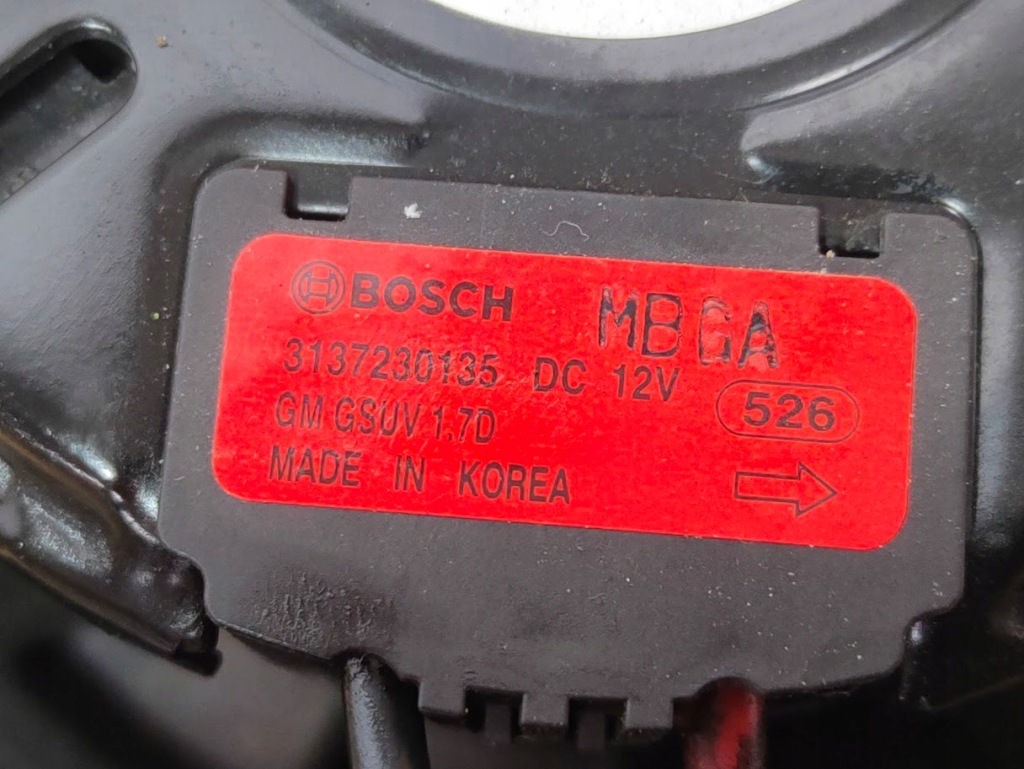 BOSCH MBGA
3137230135 DC 12V
GM GSUV 1.7D 526
MADE IN KOREA